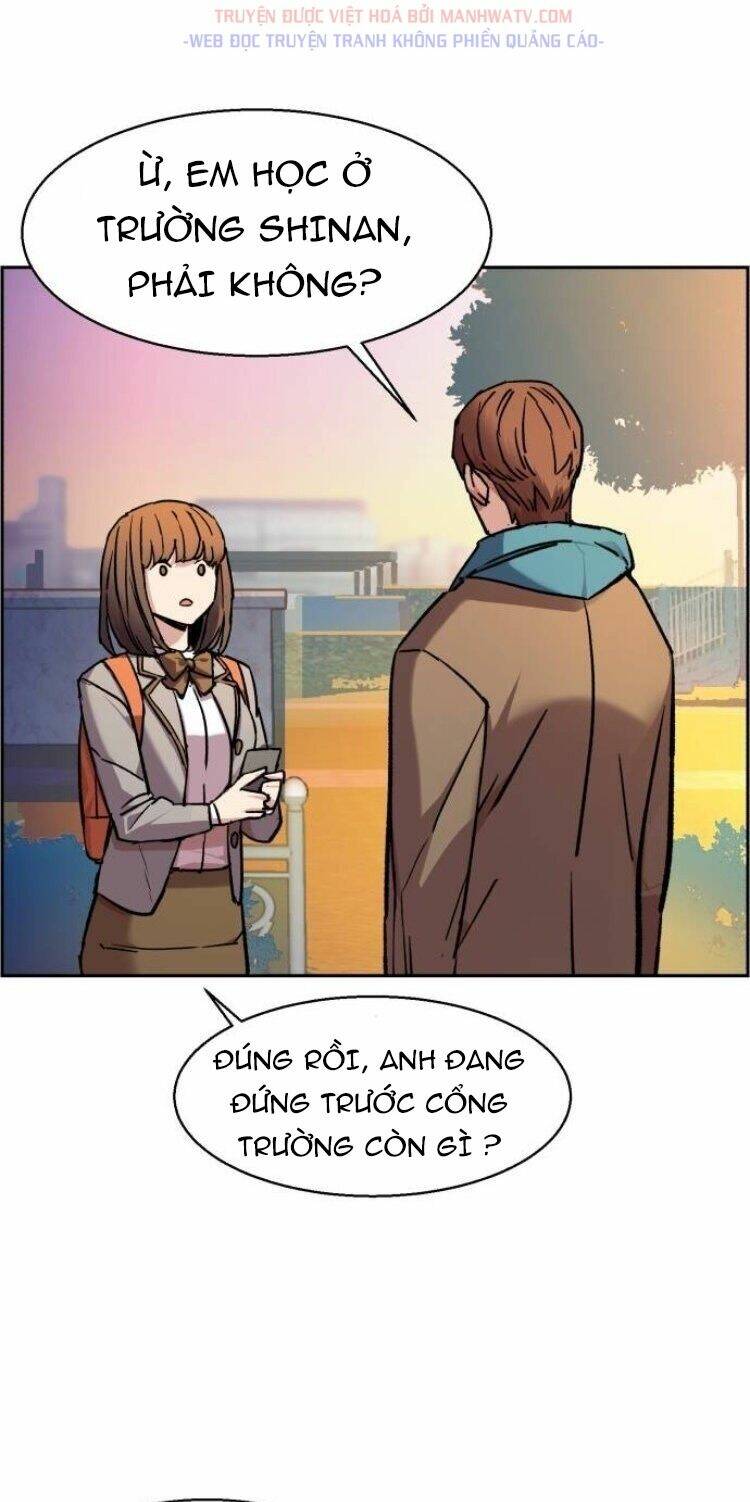 TRUYỆN ĐƯỢC VIỆT HOÁ BỞI MANHWATV.COM
-WEB ĐỌC TRUYỆN TRANH KHÔNG PHIỀN QUẢNG CÁO-
Ừ, EM HỌC Ở
TRƯỜNG SHINAN,
PHẢI KHÔNG?
ĐÚNG RỒI, ANH ĐANG
ĐỨNG TRƯỚC CỔNG
TRƯỜNG CÒN GÌ ?